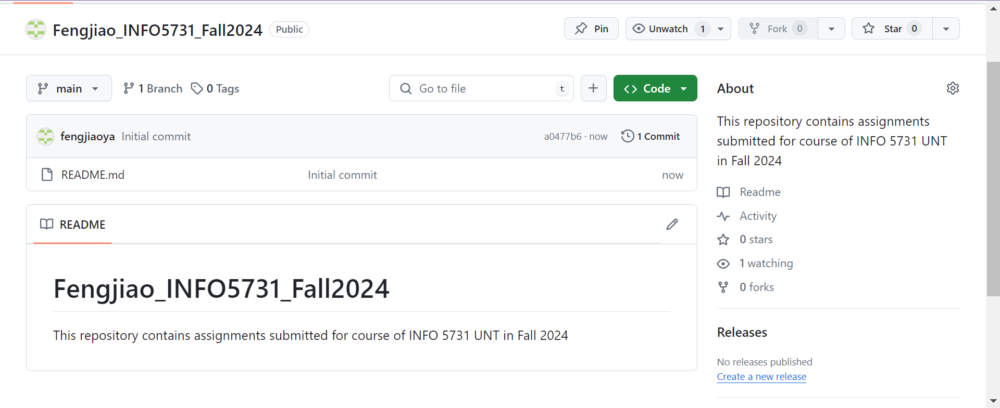 Fengjiao_INFO5731_Fall2024 Public
Pin Unwatch 1 Fork 0 Star 0
main 1 Branch 0 Tags Go to file t Code
fengjiaoya Initial commit a0477b6 · now 1 Commit
README.md Initial commit now
README
Fengjiao_INFO5731_Fall2024
This repository contains assignments submitted for course of INFO 5731 UNT in Fall 2024
About
This repository contains assignments
submitted for course of INFO 5731 UNT
in Fall 2024
Readme
Activity
0 stars
1 watching
0 forks
Releases
No releases published
Create a new release